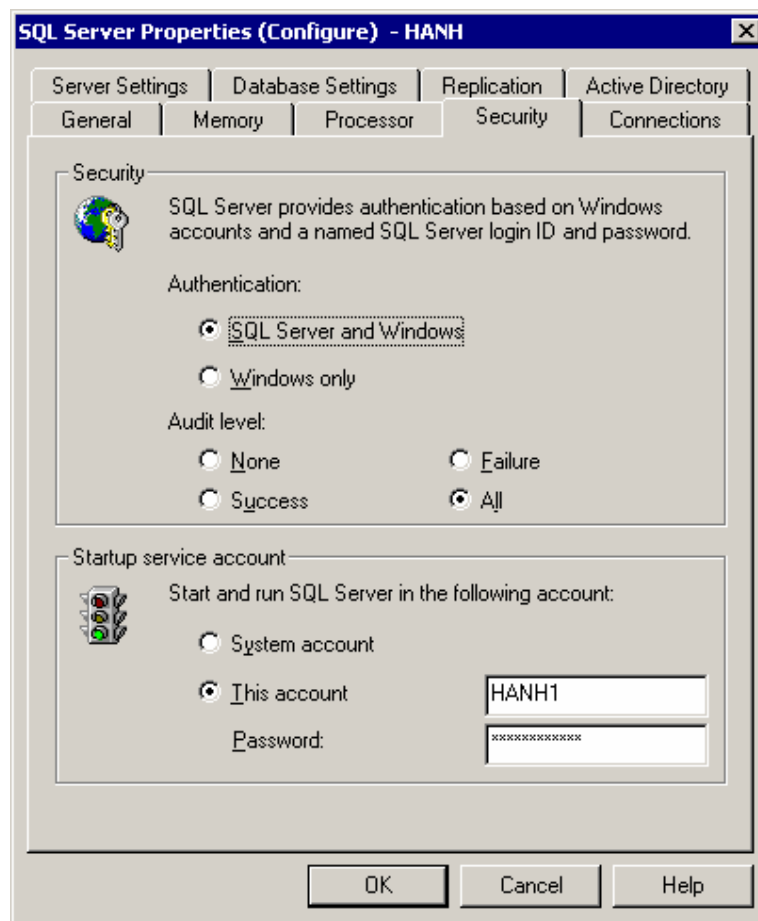 SQL Server Properties (Configure) - HANH
Server Settings
Database Settings
Replication
Active Directory
General
Memory
Processor
Security
Connections
Security
SQL Server provides authentication based on Windows
accounts and a named SQL Server login ID and password.
Authentication:
SQL Server and Windows
Windows only
Audit level:
None
Failure
Success
All
Startup service account
Start and run SQL Server in the following account:
System account
This account
HANH1
Password:
************
OK
Cancel
Help